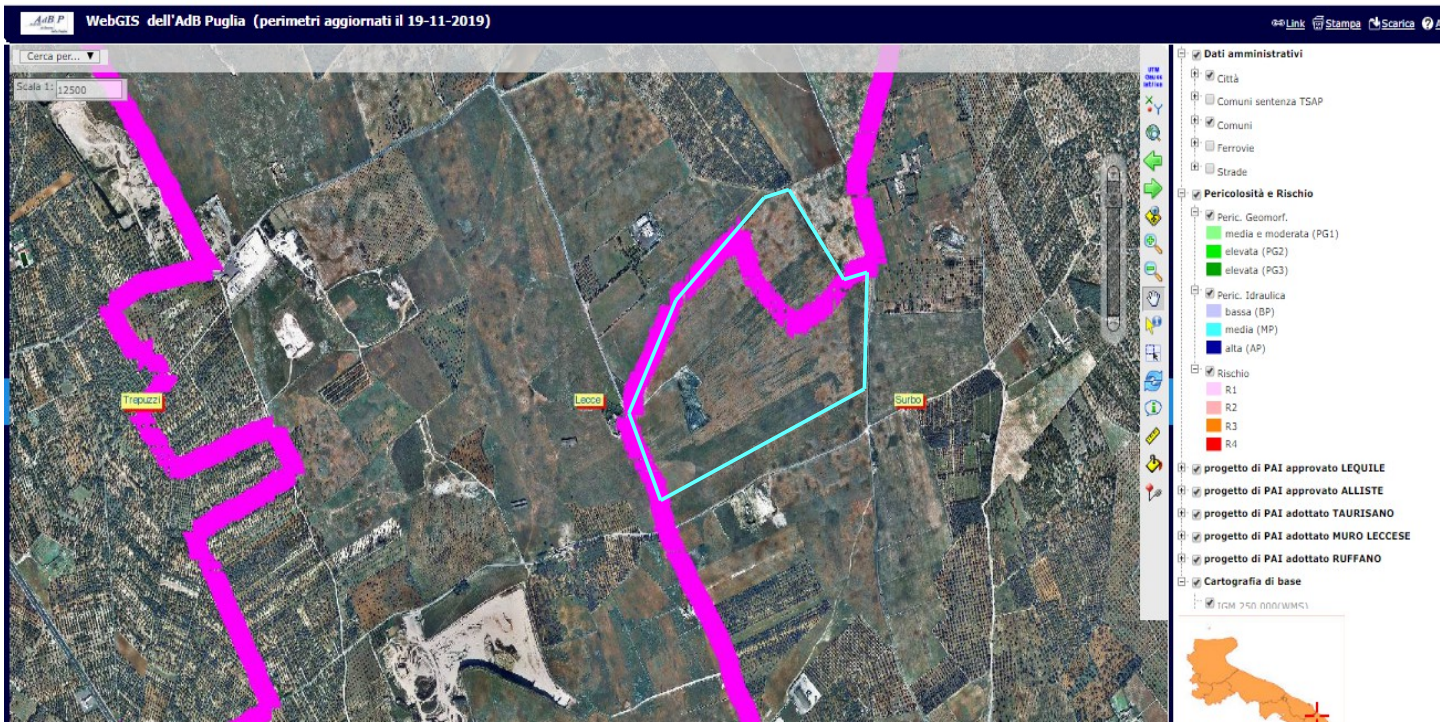 AdB P
WebGIS dell'AdB Puglia (perimetri aggiornati il 19-11-2019)
Link Stampa Scarica
Cerca per... ▼
Scala 1: 12500
UTM
Trepuzzi
Lecce
Surbo
Dati amministrativi
Città
Comuni sentenza TSAP
Comuni
Ferrovie
Strade
Pericolosità e Rischio
Peric. Geomorf.
media e moderata (PG1)
elevata (PG2)
elevata (PG3)
Peric. Idraulica
bassa (BP)
media (MP)
alta (AP)
Rischio
R1
R2
R3
R4
progetto di PAI approvato LEQUILE
progetto di PAI approvato ALLISTE
progetto di PAI adottato TAURISANO
progetto di PAI adottato MURO LECCESE
progetto di PAI adottato RUFFANO
Cartografia di base
IGM 250.000(WMS)